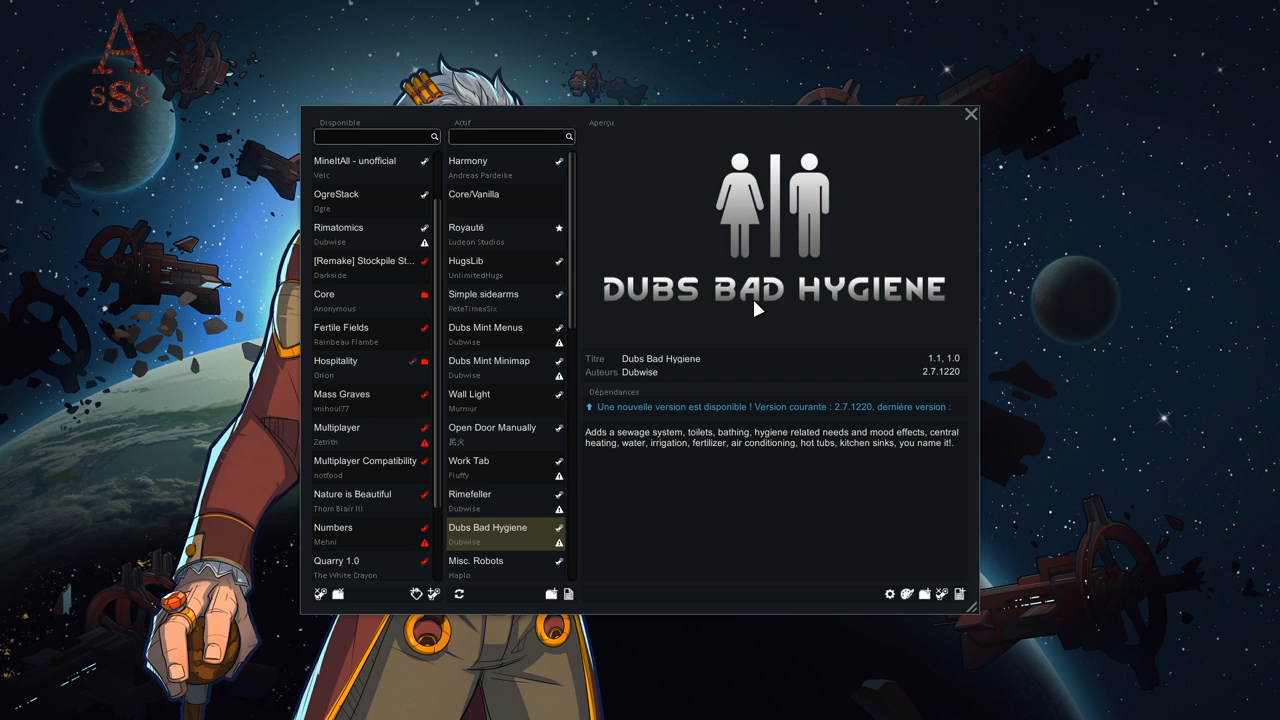 A
sSs
Disponible
MineItAll - unofficial
Velc
OgreStack
Ogre
Rimatomics
Dubwise
[Remake] Stockpile St...
Darkside
Core
Anonymous
Fertile Fields
Rainbeau Flambe
Hospitality
Orion
Mass Graves
vnihoul77
Multiplayer
Zetrith
Multiplayer Compatibility
notfood
Nature is Beautiful
Thom Blair III
Numbers
Mehni
Quarry 1.0
The White Crayon
Actif
Harmony
Andreas Pardeike
Core/Vanilla
Royauté
Ludeon Studios
HugsLib
UnlimitedHugs
Simple sidearms
PeteTimesSix
Dubs Mint Menus
Dubwise
Dubs Mint Minimap
Dubwise
Wall Light
Murmur
Open Door Manually
Work Tab
Fluffy
Rimefeller
Dubwise
Dubs Bad Hygiene
Dubwise
Misc. Robots
Haplo
Aperçu
DUBS BAD HYGIENE
Titre Dubs Bad Hygiene 1.1, 1.0
Auteurs Dubwise 2.7.1220
Dépendances
Une nouvelle version est disponible ! Version courante : 2.7.1220, dernière version :
Adds a sewage system, toilets, bathing, hygiene related needs and mood effects, central
heating, water, irrigation, fertilizer, air conditioning, hot tubs, kitchen sinks, you name it!.